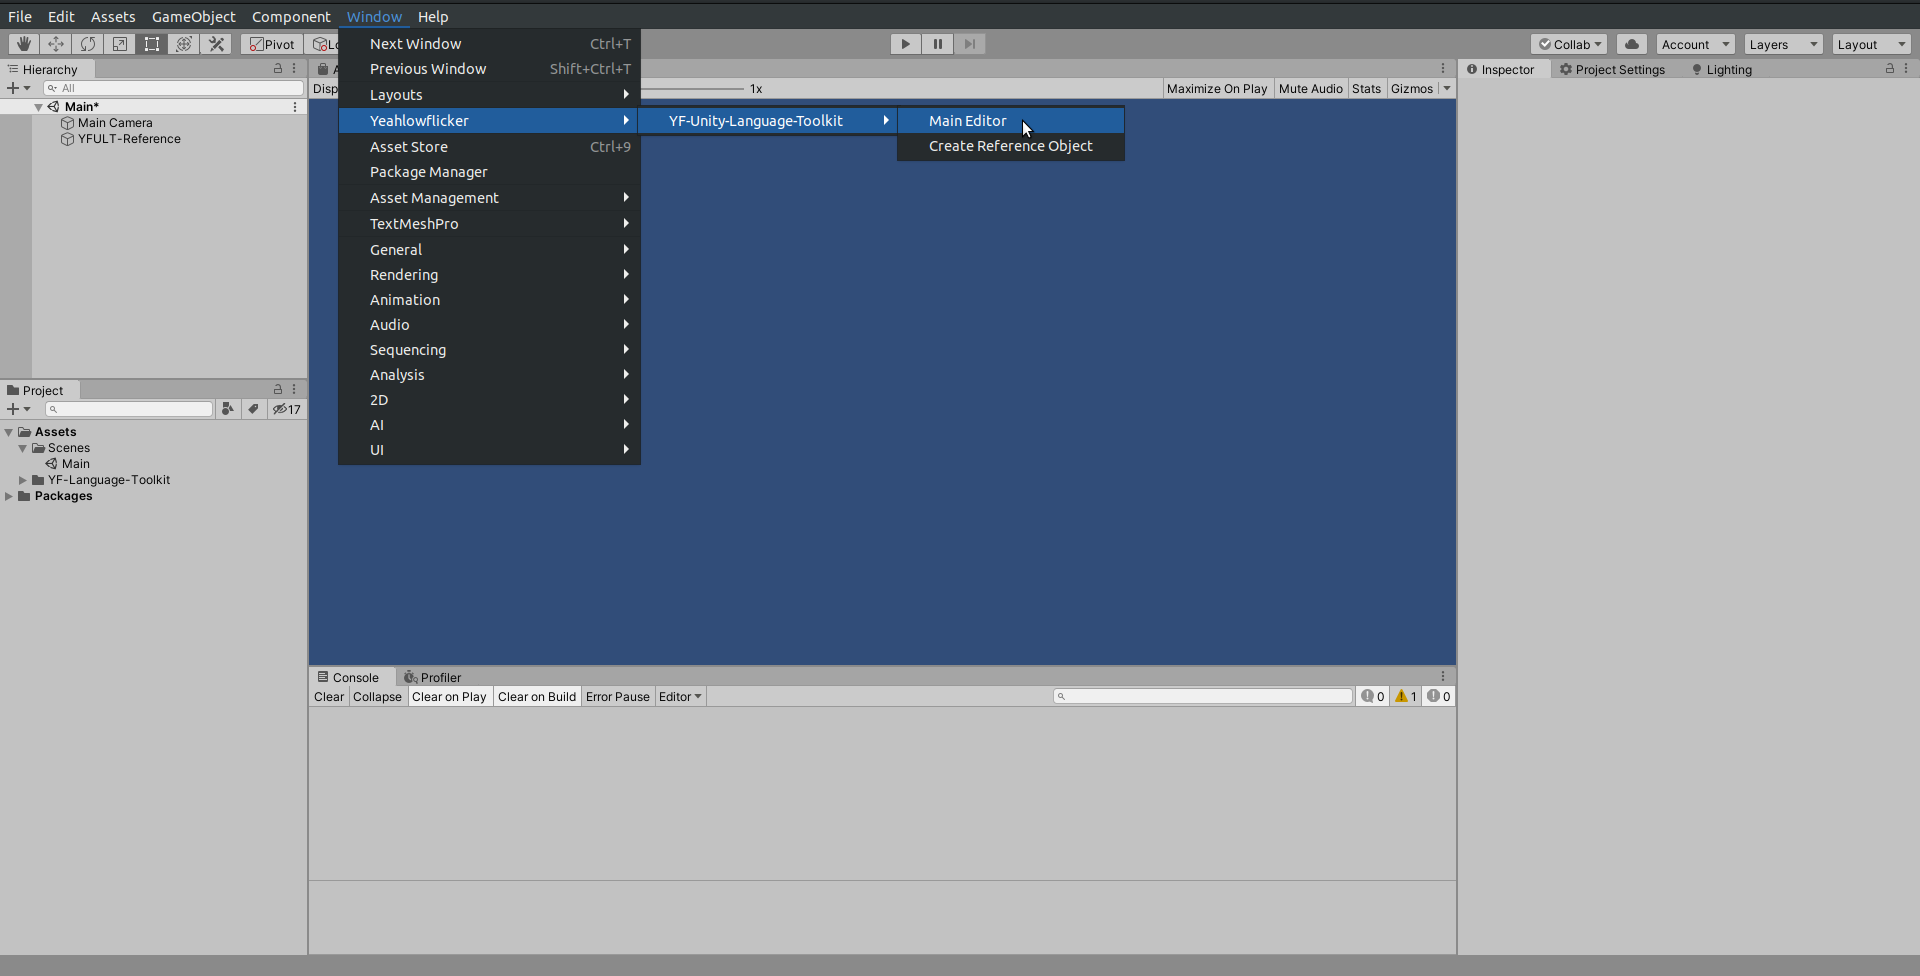 File Edit Assets GameObject Component Window Help
Pivot
Collab Account Layers Layout
Hierarchy
All
Main*
Main Camera
YFULT-Reference
Next Window Ctrl+T
Previous Window Shift+Ctrl+T
Layouts
Yeahlowflicker
Asset Store Ctrl+9
Package Manager
Asset Management
TextMeshPro
General
Rendering
Animation
Audio
Sequencing
Analysis
2D
AI
UI
YF-Unity-Language-Toolkit
Main Editor
Create Reference Object
1x Maximize On Play Mute Audio Stats Gizmos
Inspector Project Settings Lighting
Project
17
Assets
Scenes
Main
YF-Language-Toolkit
Packages
Console Profiler
Clear Collapse Clear on Play Clear on Build Error Pause Editor 0 1 0